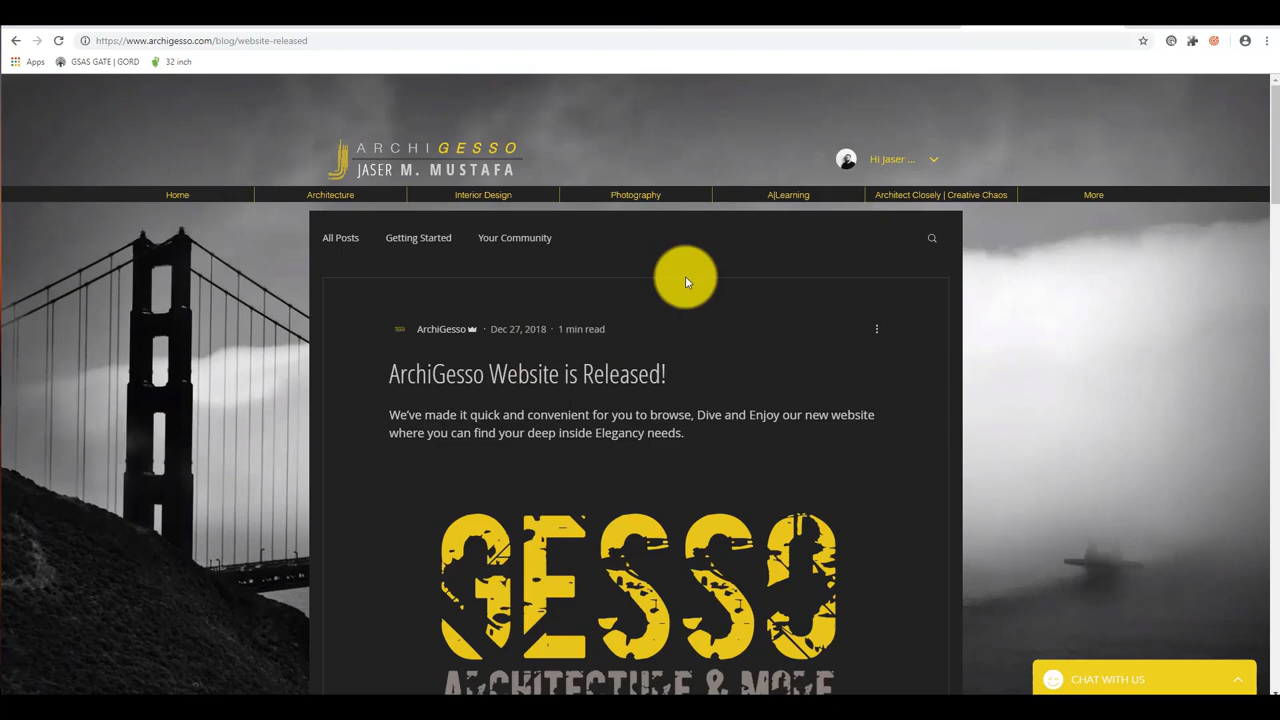 https://www.archigesso.com/blog/website-released
Apps
GSAS GATE | GORD
32 inch
ARCHIGESSO
JASER M. MUSTAFA
Hi Jaser ...
Home
Architecture
Interior Design
Photography
A|Learning
Architect Closely | Creative Chaos
More
All Posts
Getting Started
Your Community
ArchiGesso · Dec 27, 2018 · 1 min read
ArchiGesso Website is Released!
We've made it quick and convenient for you to browse, Dive and Enjoy our new website
where you can find your deep inside Elegancy needs.
GESSO
ARCHITECTURE & MORE
CHAT WITH US